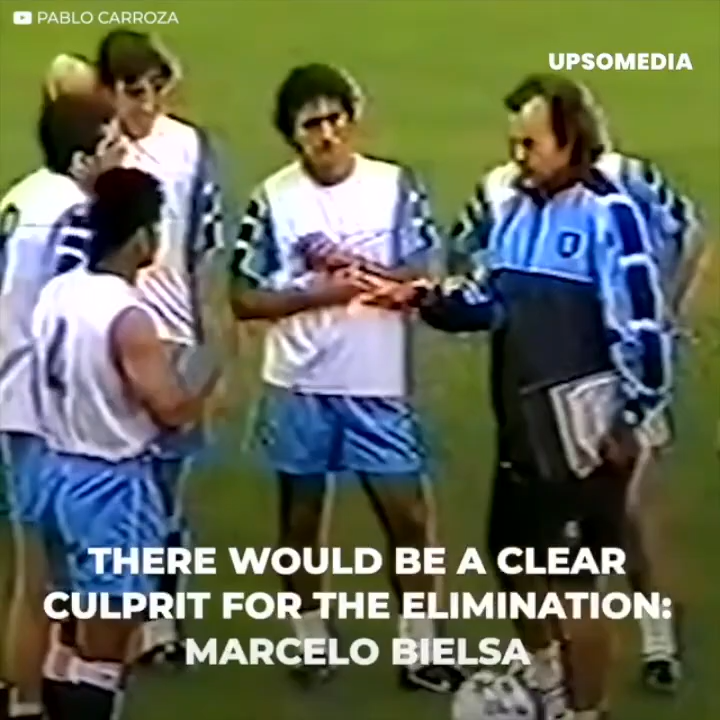 PABLO CARROZA
UPSOMEDIA
THERE WOULD BE A CLEAR
CULPRIT FOR THE ELIMINATION:
MARCELO BIELSA